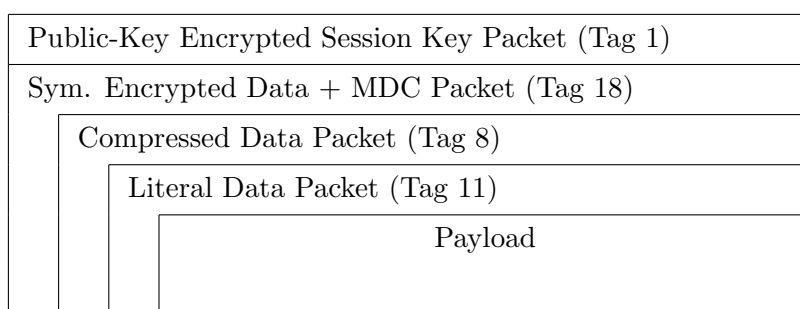 Public-Key Encrypted Session Key Packet (Tag 1)
Sym. Encrypted Data + MDC Packet (Tag 18)
Compressed Data Packet (Tag 8)
Literal Data Packet (Tag 11)
Payload